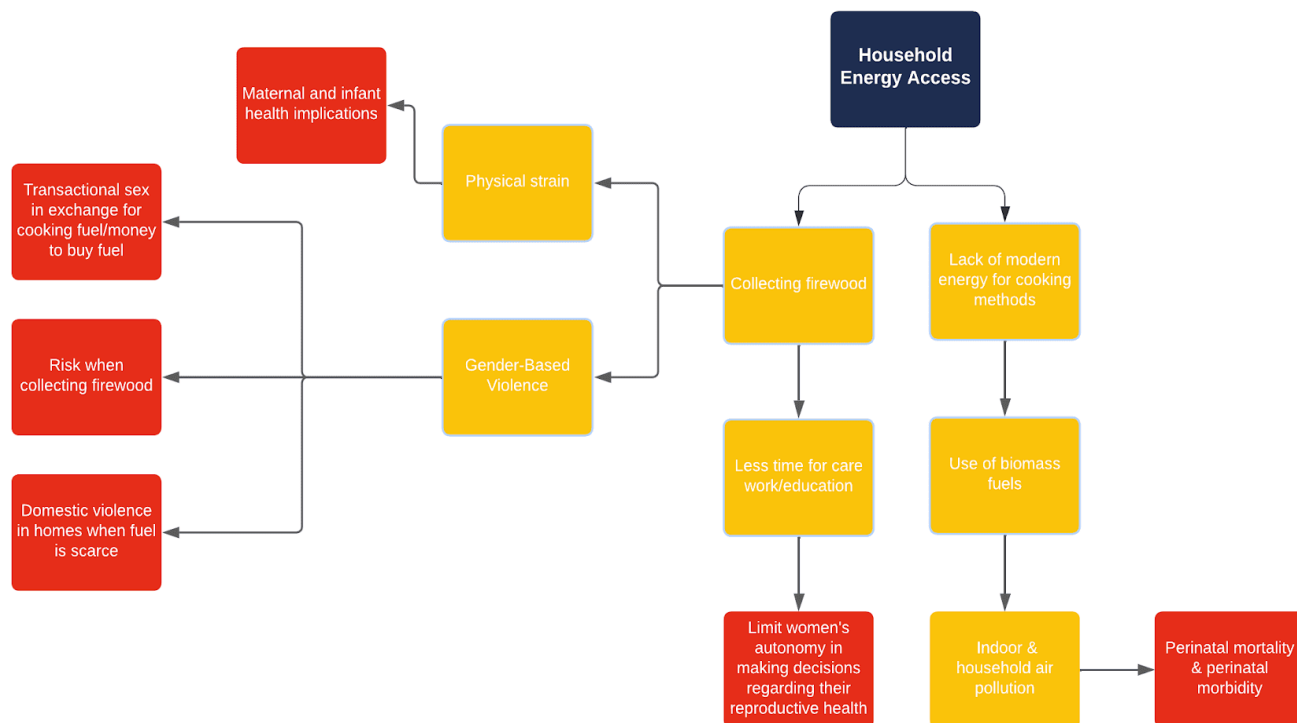 Household
Energy Access
Maternal and infant
health implications
Physical strain
Transactional sex
in exchange for
cooking fuel/money
to buy fuel
Collecting firewood
Lack of modern
energy for cooking
methods
Risk when
collecting firewood
Gender-Based
Violence
Less time for care
work/education
Use of biomass
fuels
Domestic violence
in homes when fuel
is scarce
Limit women's
autonomy in
making decisions
regarding their
reproductive health
Indoor &
household air
pollution
Perinatal mortality
& perinatal
morbidity